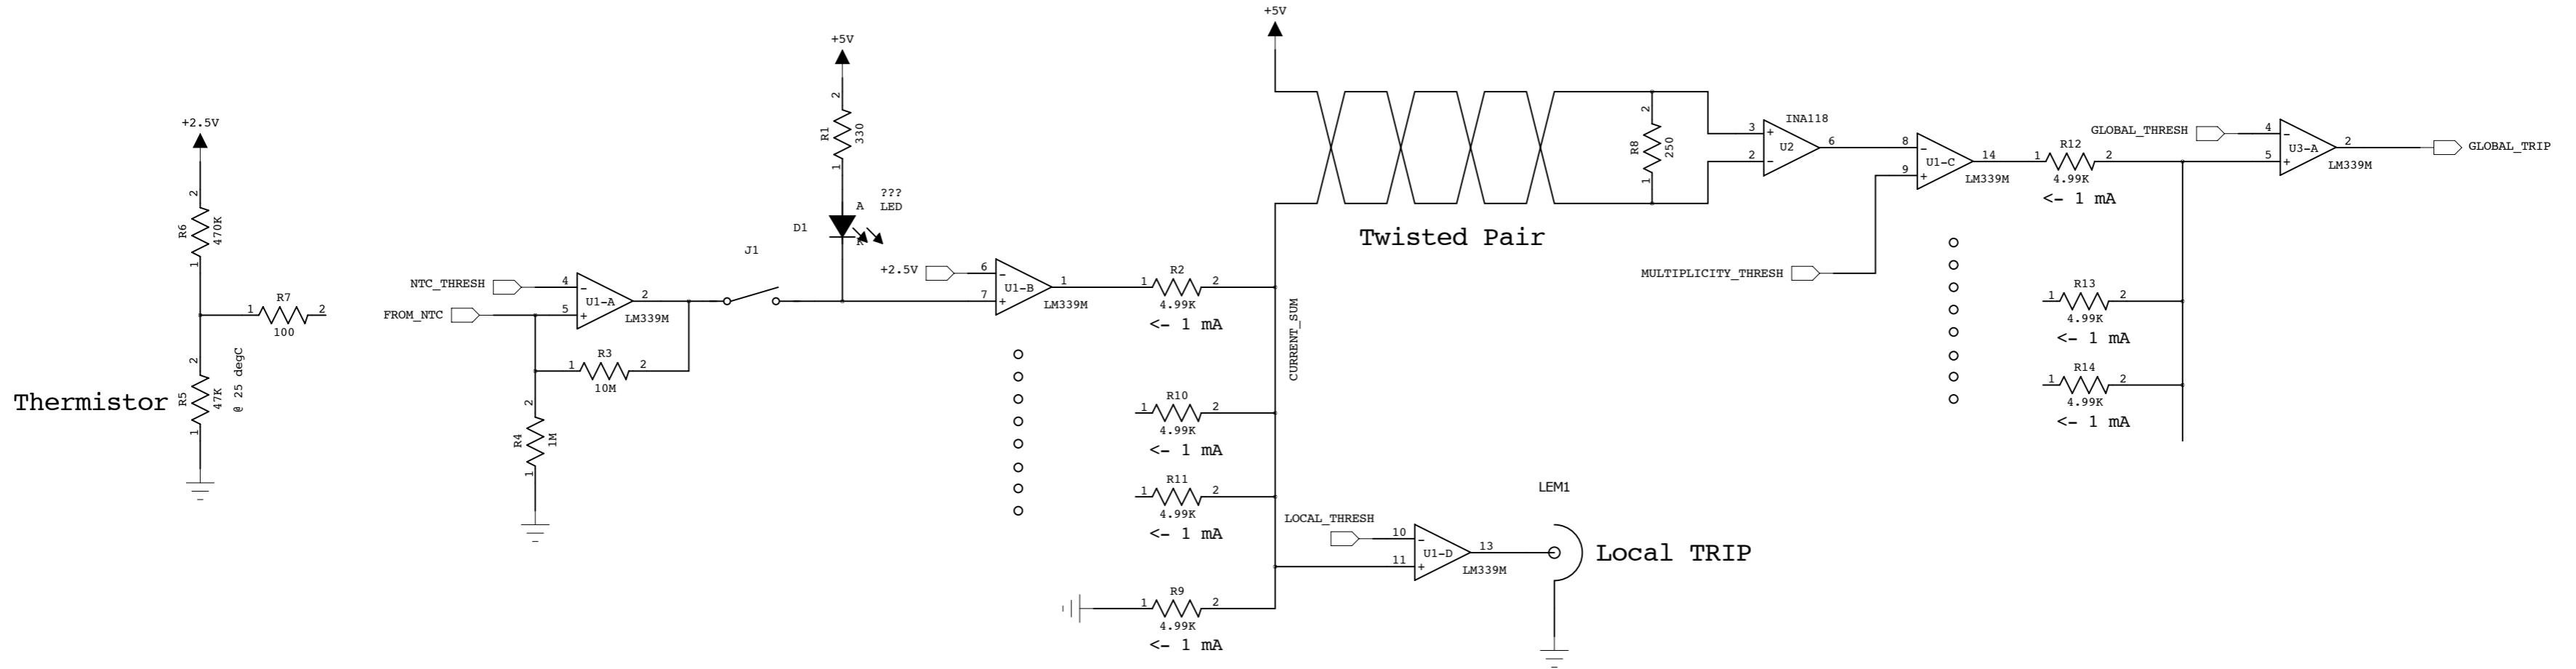 +2.5V
2
R6
470K
1
1
R7
2
100
2
R5
47K
@ 25 degC
1
Thermistor
NTC_THRESH
4
-
FROM_NTC
5
+
U1-A
2
LM339M
1
R3
2
10M
2
R4
1M
1
J1
+5V
2
R1
330
1
???
LED
A
D1
K
+2.5V
6
-
7
+
U1-B
1
LM339M
1
R2
2
4.99K
<- 1 mA
1
R10
2
4.99K
<- 1 mA
1
R11
2
4.99K
<- 1 mA
1
R9
2
4.99K
<- 1 mA
CURRENT_SUM
+5V
Twisted Pair
2
R8
250
1
INA118
3
+
2
-
U2
6
8
-
9
+
U1-C
14
LM339M
MULTIPLICITY_THRESH
LOCAL_THRESH
10
-
11
+
U1-D
13
LM339M
LEM1
Local TRIP
1
R12
2
4.99K
<- 1 mA
1
R13
2
4.99K
<- 1 mA
1
R14
2
4.99K
<- 1 mA
GLOBAL_THRESH
4
-
5
+
U3-A
2
LM339M
GLOBAL_TRIP